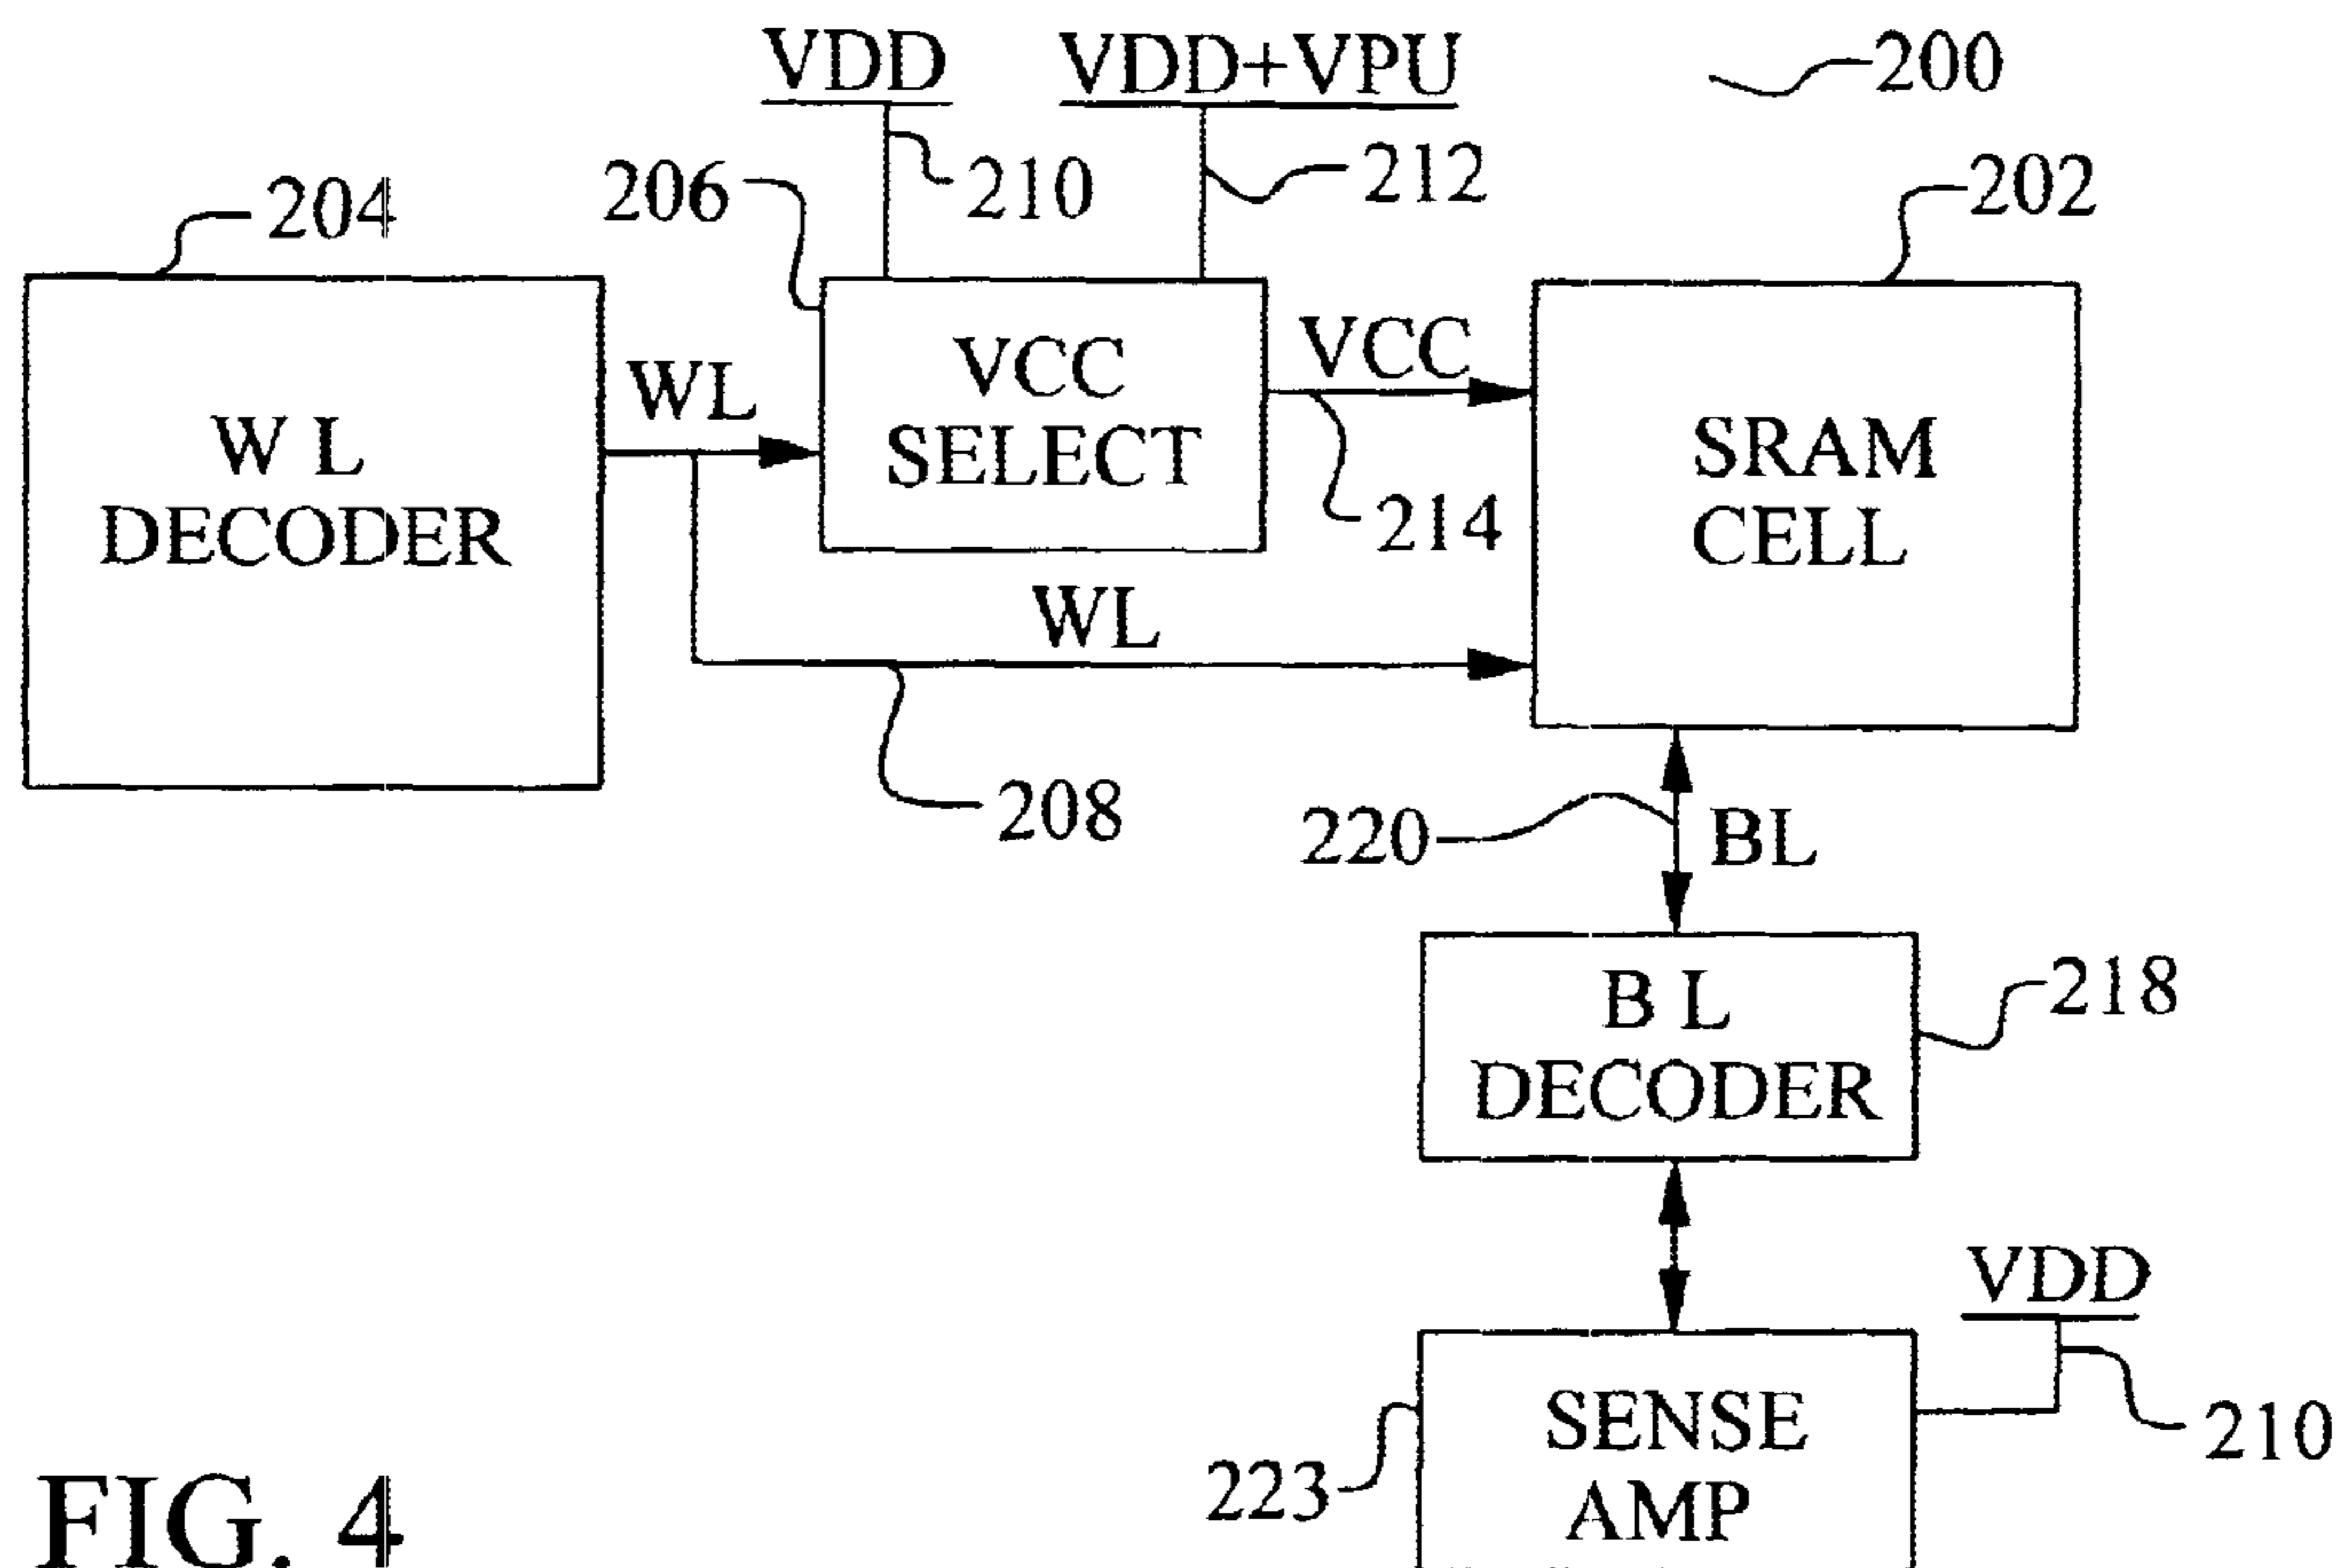 VDD
VDD+VPU
200
204
206
210
212
202
WL
VCC
SELECT
VCC
W L
DECODER
SRAM
CELL
214
WL
208
220
BL
B L
DECODER
218
VDD
SENSE
AMP
223
210
FIG. 4